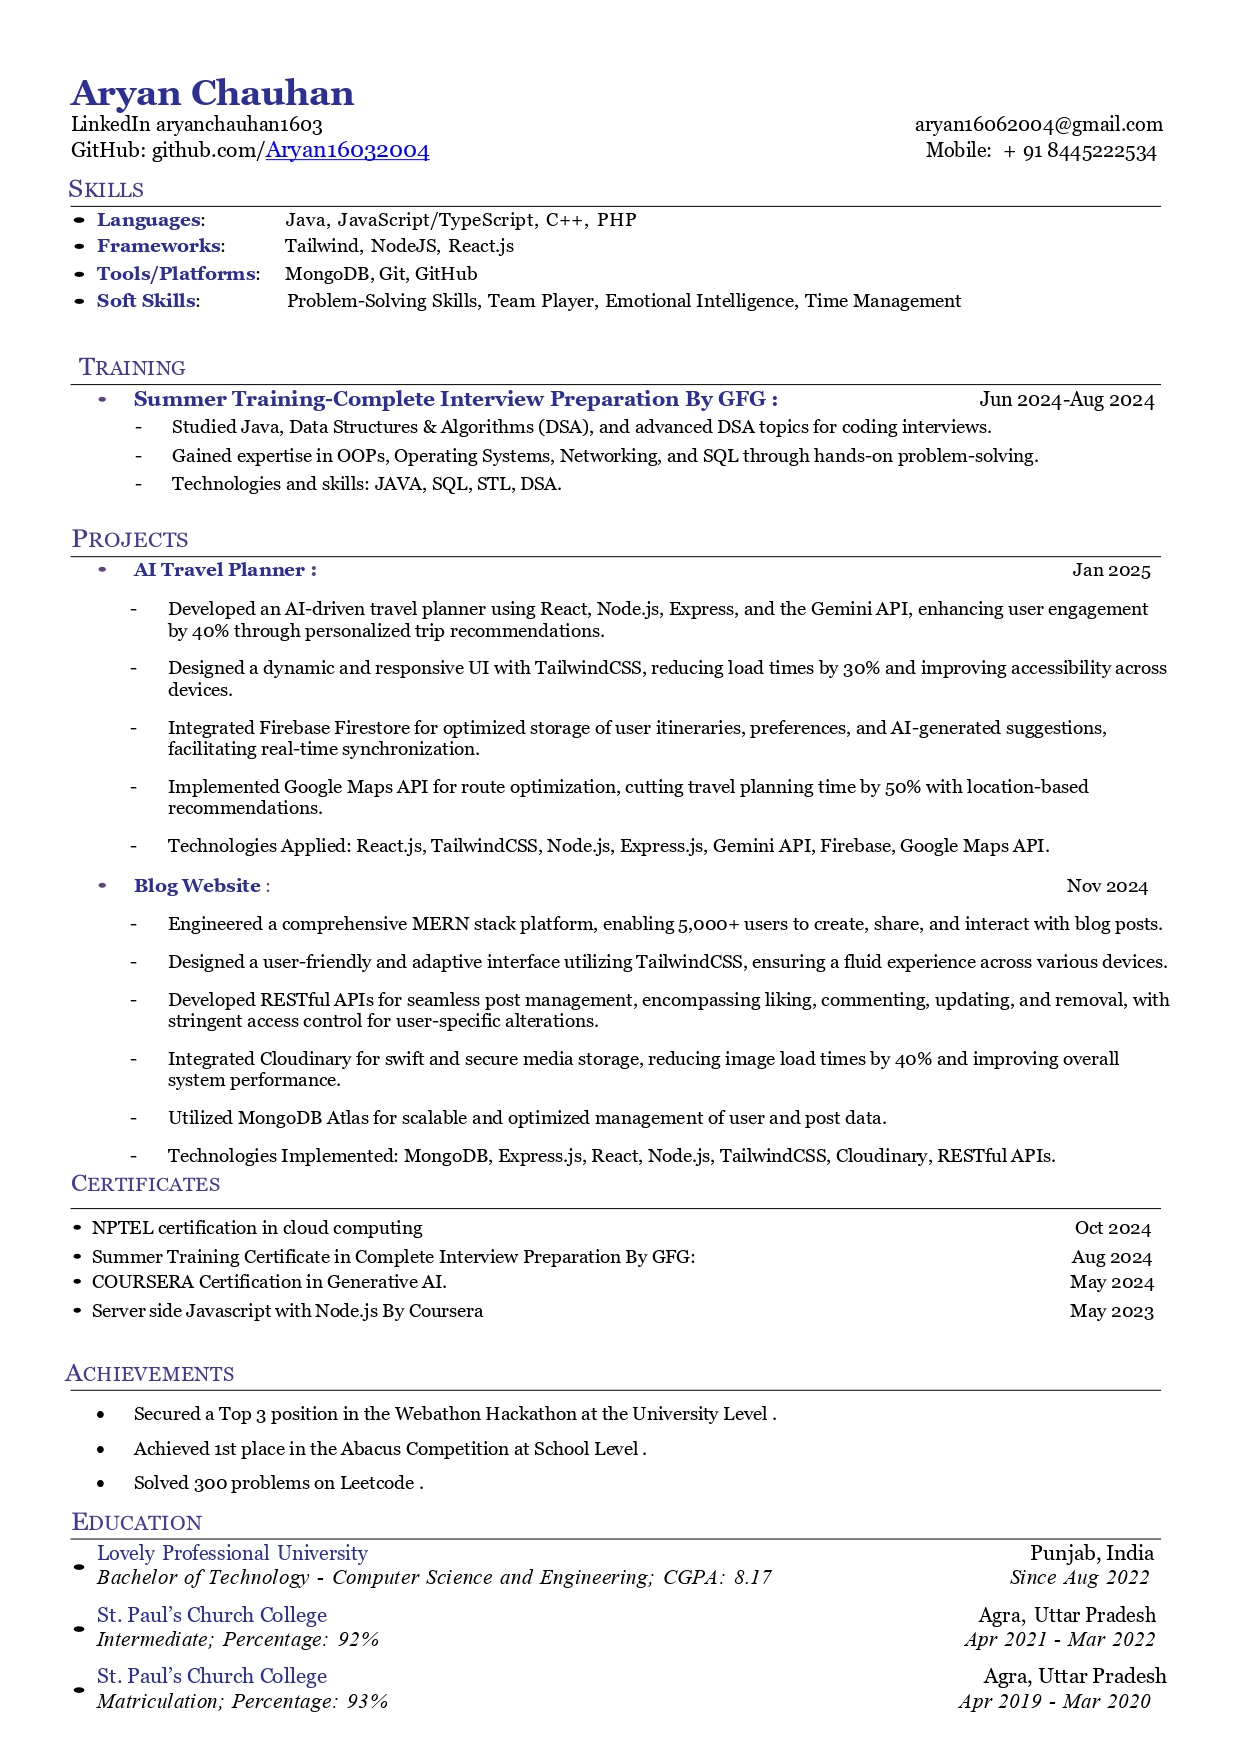 Aryan Chauhan
LinkedIn aryanchauhan1603 aryan16062004@gmail.com
GitHub: github.com/Aryan16032004 Mobile: + 91 8445222534
SKILLS
• Languages: Java, JavaScript/TypeScript, C++, PHP
• Frameworks: Tailwind, NodeJS, React.js
• Tools/Platforms: MongoDB, Git, GitHub
• Soft Skills: Problem-Solving Skills, Team Player, Emotional Intelligence, Time Management
TRAINING
• Summer Training-Complete Interview Preparation By GFG : Jun 2024-Aug 2024
- Studied Java, Data Structures & Algorithms (DSA), and advanced DSA topics for coding interviews.
- Gained expertise in OOPs, Operating Systems, Networking, and SQL through hands-on problem-solving.
- Technologies and skills: JAVA, SQL, STL, DSA.
PROJECTS
• AI Travel Planner : Jan 2025
- Developed an AI-driven travel planner using React, Node.js, Express, and the Gemini API, enhancing user engagement
by 40% through personalized trip recommendations.
- Designed a dynamic and responsive UI with TailwindCSS, reducing load times by 30% and improving accessibility across
devices.
- Integrated Firebase Firestore for optimized storage of user itineraries, preferences, and AI-generated suggestions,
facilitating real-time synchronization.
- Implemented Google Maps API for route optimization, cutting travel planning time by 50% with location-based
recommendations.
- Technologies Applied: React.js, TailwindCSS, Node.js, Express.js, Gemini API, Firebase, Google Maps API.
• Blog Website : Nov 2024
- Engineered a comprehensive MERN stack platform, enabling 5,000+ users to create, share, and interact with blog posts.
- Designed a user-friendly and adaptive interface utilizing TailwindCSS, ensuring a fluid experience across various devices.
- Developed RESTful APIs for seamless post management, encompassing liking, commenting, updating, and removal, with
stringent access control for user-specific alterations.
- Integrated Cloudinary for swift and secure media storage, reducing image load times by 40% and improving overall
system performance.
- Utilized MongoDB Atlas for scalable and optimized management of user and post data.
- Technologies Implemented: MongoDB, Express.js, React, Node.js, TailwindCSS, Cloudinary, RESTful APIs.
CERTIFICATES
• NPTEL certification in cloud computing Oct 2024
• Summer Training Certificate in Complete Interview Preparation By GFG: Aug 2024
• COURSERA Certification in Generative AI. May 2024
• Server side Javascript with Node.js By Coursera May 2023
ACHIEVEMENTS
• Secured a Top 3 position in the Webathon Hackathon at the University Level .
• Achieved 1st place in the Abacus Competition at School Level .
• Solved 300 problems on Leetcode .
EDUCATION
• Lovely Professional University Punjab, India
Bachelor of Technology - Computer Science and Engineering; CGPA: 8.17 Since Aug 2022
• St. Paul's Church College Agra, Uttar Pradesh
Intermediate; Percentage: 92% Apr 2021 - Mar 2022
• St. Paul's Church College Agra, Uttar Pradesh
Matriculation; Percentage: 93% Apr 2019 - Mar 2020